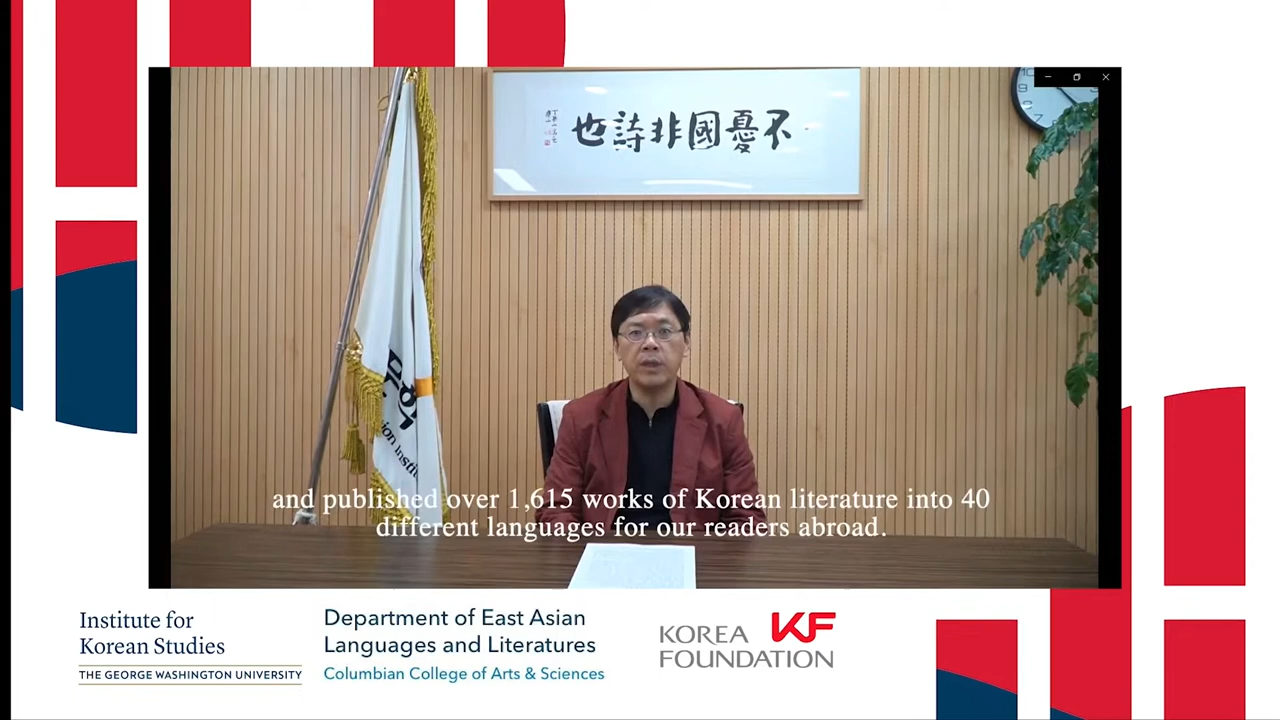 不憂國非詩也
ion Insti
and published over 1,615 works of Korean literature into 40
different languages for our readers abroad.
Institute for
Korean Studies
THE GEORGE WASHINGTON UNIVERSITY
Department of East Asian
Languages and Literatures
Columbian College of Arts & Sciences
KOREA KF
FOUNDATION